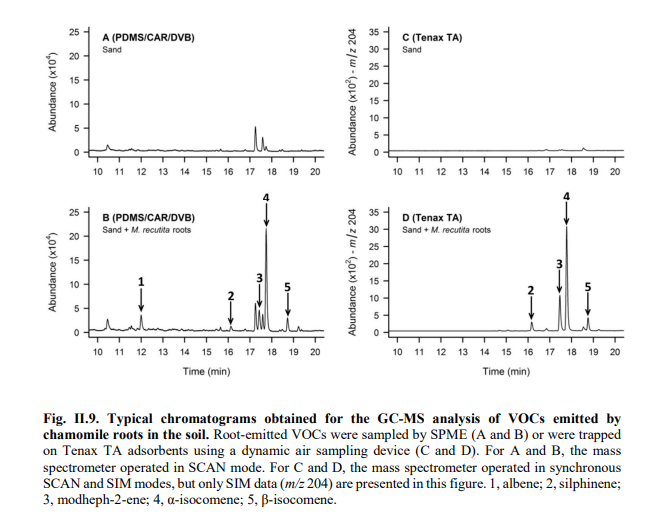 A (PDMS/CAR/DVB)
Sand
Abundance (x10⁴)
25
20
15
10
5
0
10 11 12 13 14 15 16 17 18 19 20
C (Tenax TA)
Sand
Abundance (x10²) - m/z 204
35
30
25
20
15
10
5
0
10 11 12 13 14 15 16 17 18 19 20
B (PDMS/CAR/DVB)
Sand + M. recutita roots
Abundance (x10⁴)
25
20
15
10
5
0
1
2
3
4
5
10 11 12 13 14 15 16 17 18 19 20
Time (min)
D (Tenax TA)
Sand + M. recutita roots
Abundance (x10²) - m/z 204
35
30
25
20
15
10
5
0
2
3
4
5
10 11 12 13 14 15 16 17 18 19 20
Time (min)
Fig. II.9. Typical chromatograms obtained for the GC-MS analysis of VOCs emitted by
chamomile roots in the soil. Root-emitted VOCs were sampled by SPME (A and B) or were trapped
on Tenax TA adsorbents using a dynamic air sampling device (C and D). For A and B, the mass
spectrometer operated in SCAN mode. For C and D, the mass spectrometer operated in synchronous
SCAN and SIM modes, but only SIM data (m/z 204) are presented in this figure. 1, albene; 2, silphinene;
3, modheph-2-ene; 4, α-isocomene; 5, β-isocomene.